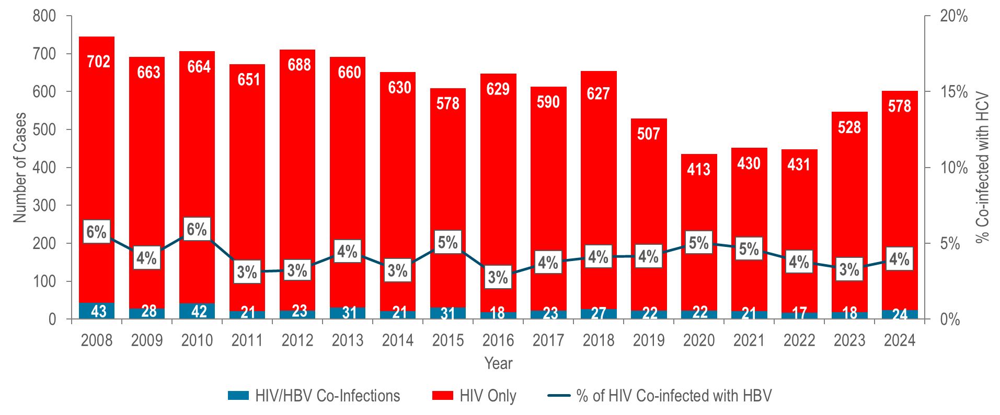 800
700
600
500
400
300
200
100
0
Number of Cases
20%
15%
10%
5%
0%
% Co-infected with HCV
702 663 664 651 688 660 630 578 629 590 627 507 413 430 431 528 578
6% 4% 6% 3% 3% 4% 3% 5% 3% 4% 4% 4% 5% 5% 4% 3% 4%
43 28 42 21 23 31 21 31 18 23 27 22 22 21 17 18 24
2008 2009 2010 2011 2012 2013 2014 2015 2016 2017 2018 2019 2020 2021 2022 2023 2024
Year
HIV/HBV Co-Infections HIV Only % of HIV Co-infected with HBV